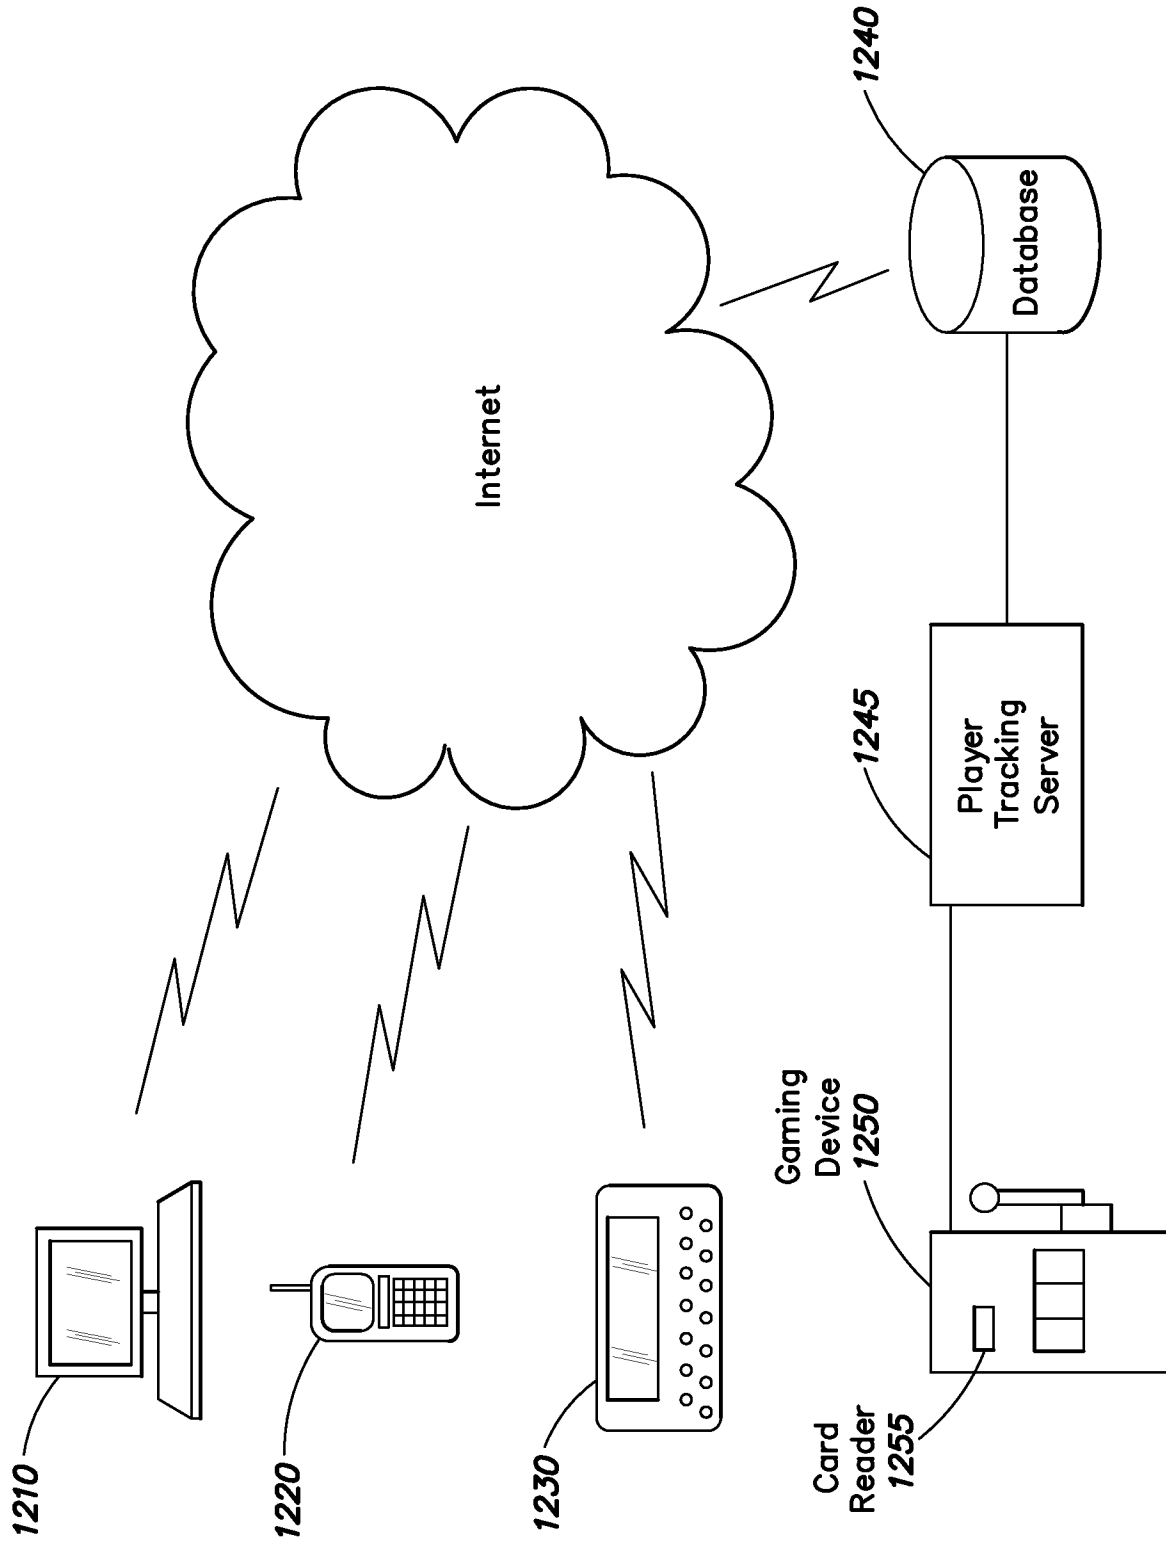 1210
1220
1230
Internet
Card
Reader
1255
Gaming
Device
1250
1245
Player
Tracking
Server
1240
Database